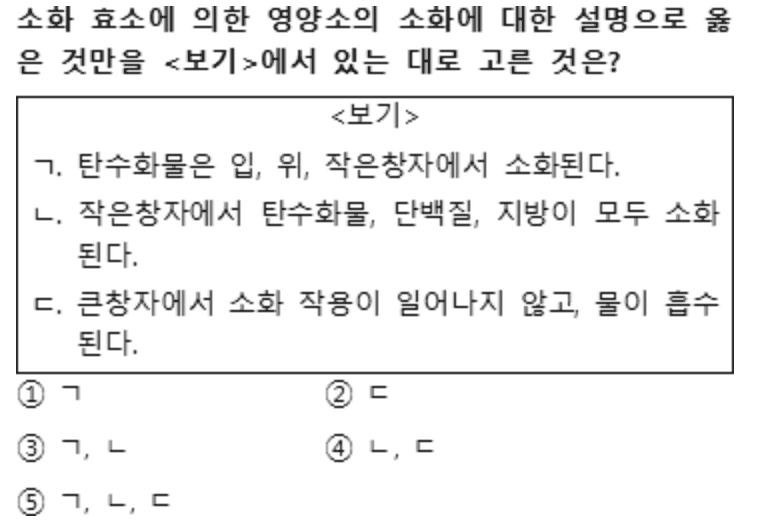 소화 효소에 의한 영양소의 소화에 대한 설명으로 옳
은 것만을 <보기>에서 있는 대로 고른 것은?
<보기>
ㄱ. 탄수화물은 입, 위, 작은창자에서 소화된다.
ㄴ. 작은창자에서 탄수화물, 단백질, 지방이 모두 소화
된다.
ㄷ. 큰창자에서 소화 작용이 일어나지 않고, 물이 흡수
된다.
① ㄱ ② ㄷ
③ ㄱ, ㄴ ④ ㄴ, ㄷ
⑤ ㄱ, ㄴ, ㄷ